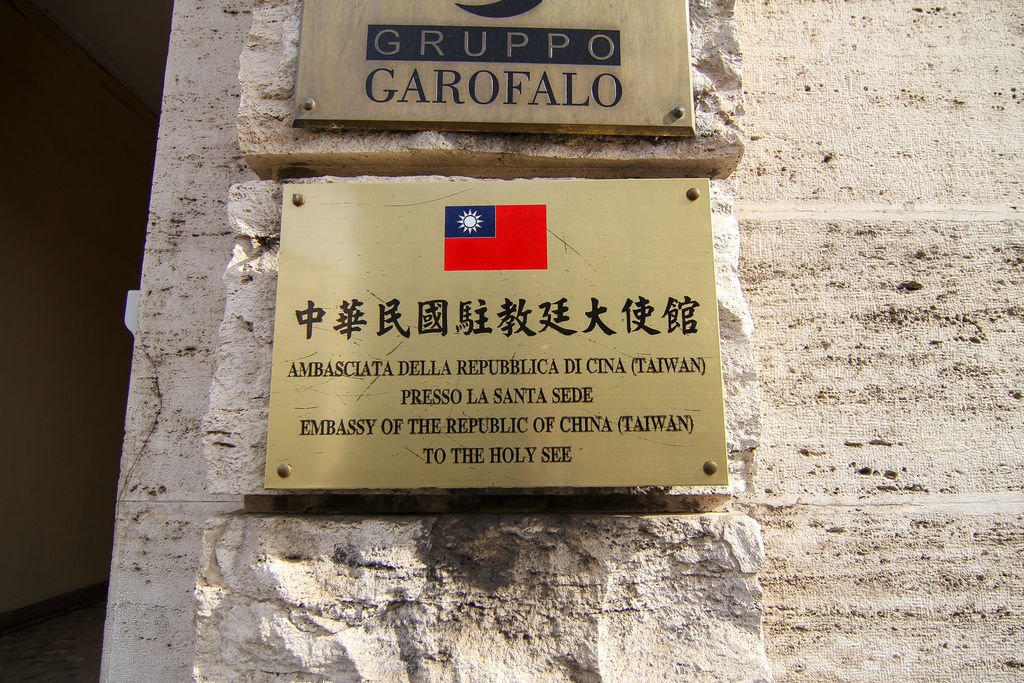 GRUPPO
GAROFALO
中華民國駐教廷大使館
AMBASCIATA DELLA REPUBBLICA DI CINA (TAIWAN)
PRESSO LA SANTA SEDE
EMBASSY OF THE REPUBLIC OF CHINA (TAIWAN)
TO THE HOLY SEE